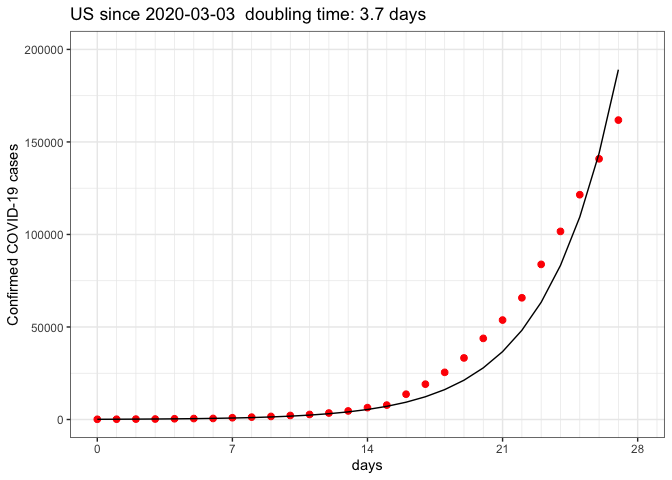 US since 2020-03-03  doubling time: 3.7 days
200000
150000
100000
50000
0
Confirmed COVID-19 cases
0 7 14 21 28
days